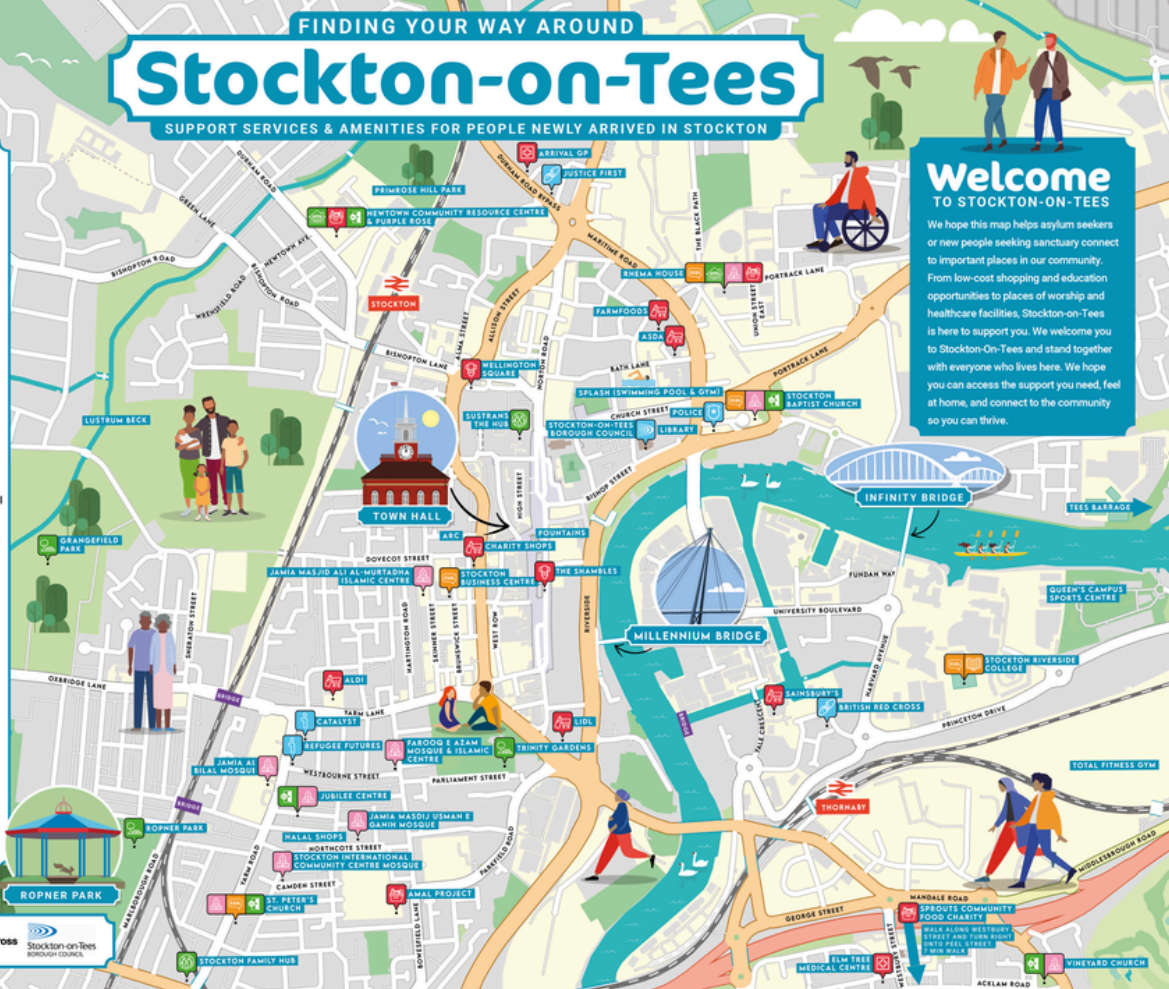 FINDING YOUR WAY AROUND
Stockton-on-Tees
SUPPORT SERVICES & AMENITIES FOR PEOPLE NEWLY ARRIVED IN STOCKTON
Welcome
TO STOCKTON-ON-TEES
We hope this map helps asylum seekers
or new people seeking sanctuary connect
to important places in our community.
From low-cost shopping and education
opportunities to places of worship and
healthcare facilities, Stockton-on-Tees
is here to support you. We welcome you
to Stockton-On-Tees and stand together
with everyone who lives here. We hope
you can access the support you need, feel
at home, and connect to the community
so you can thrive.
DURHAM ROAD
GREEN LANE
BISHOPTON ROAD
NEWTOWN AVE
BISHOPTON ROAD
WRENSFIELD ROAD
PRIMROSE HILL PARK
NEWTOWN COMMUNITY RESOURCE CENTRE
& PURPLE ROSE
ARRIVAL GP
JUSTICE FIRST
DURHAM ROAD BYPASS
MARITIME ROAD
THE BLACK PATH
RHEMA HOUSE
PORTRACK LANE
UNION STREET
EAST
STOCKTON
ALMA STREET
ALLISON STREET
NORTON ROAD
FARMFOODS
ASDA
BISHOPTON LANE
WELLINGTON
SQUARE
BATH LANE
PORTRACK LANE
SPLASH (SWIMMING POOL & GYM)
CHURCH STREET
POLICE
STOCKTON
BAPTIST CHURCH
SUSTRANS
THE HUB
STOCKTON-ON-TEES
BOROUGH COUNCIL
LIBRARY
LUSTRUM BECK
TOWN HALL
HIGH STREET
BISHOP STREET
INFINITY BRIDGE
TEES BARRAGE
GRANGEFIELD
PARK
ARC
FOUNTAINS
CHARITY SHOPS
DOVECOT STREET
JAMIA MASJID ALI AL-MURTADHA
ISLAMIC CENTRE
STOCKTON
BUSINESS CENTRE
THE SHAMBLES
FUNDAN WAY
QUEEN'S CAMPUS
SPORTS CENTRE
UNIVERSITY BOULEVARD
MILLENNIUM BRIDGE
SHERATON STREET
HARTINGTON ROAD
SKINNER STREET
BRUNSWICK STREET
WEST ROW
RIVERSIDE
HARVARD AVENUE
STOCKTON RIVERSIDE
COLLEGE
OXBRIDGE LANE
BRIDGE
ALDI
YARM LANE
CATALYST
LIDL
BRIDGE
YALE CRESCENT
SAINSBURY'S
BRITISH RED CROSS
PRINCETON DRIVE
REFUGEE FUTURES
FAROOQ E AZAM
MOSQUE & ISLAMIC
CENTRE
TRINITY GARDENS
JAMIA AL
BILAL MOSQUE
WESTBOURNE STREET
PARLIAMENT STREET
TOTAL FITNESS GYM
JUBILEE CENTRE
BRIDGE
THORNABY
JAMIA MASDIJ USMAN E
GANIH MOSQUE
ROPNER PARK
HALAL SHOPS
NORTHCOTE STREET
STOCKTON INTERNATIONAL
COMMUNITY CENTRE MOSQUE
PARKFIELD ROAD
YARM ROAD
MARLBOROUGH ROAD
CAMDEN STREET
AMAL PROJECT
ST. PETER'S
CHURCH
MIDDLESBROUGH ROAD
MANDALE ROAD
ROPNER PARK
GEORGE STREET
SPROUTS COMMUNITY
FOOD CHARITY
WALK ALONG WESTBURY
STREET AND TURN RIGHT
ONTO PEEL STREET.
7 MIN WALK
WESTBURY STREET
BOWESFIELD LANE
Stockton-on-Tees
BOROUGH COUNCIL
STOCKTON FAMILY HUB
ELM TREE
MEDICAL CENTRE
VINEYARD CHURCH
ACKLAM ROAD